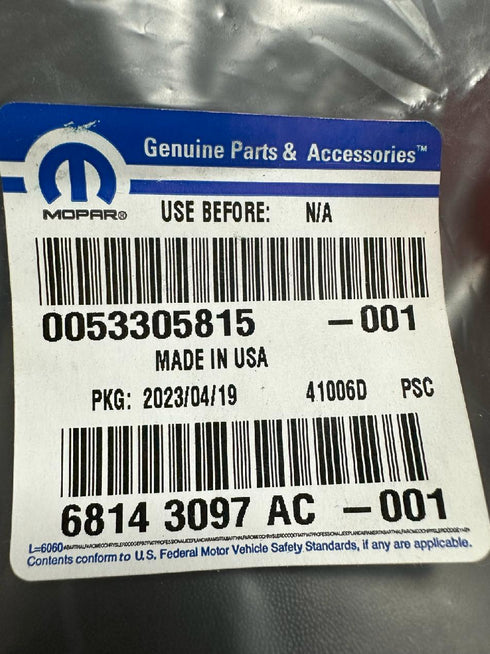 Genuine Parts & Accessories™
MOPAR® USE BEFORE: N/A
0053305815 -001
MADE IN USA
PKG: 2023/04/19 41006D PSC
6814 3097 AC -001
L=6060
Contents conform to U.S. Federal Motor Vehicle Safety Standards, if any are applicable.